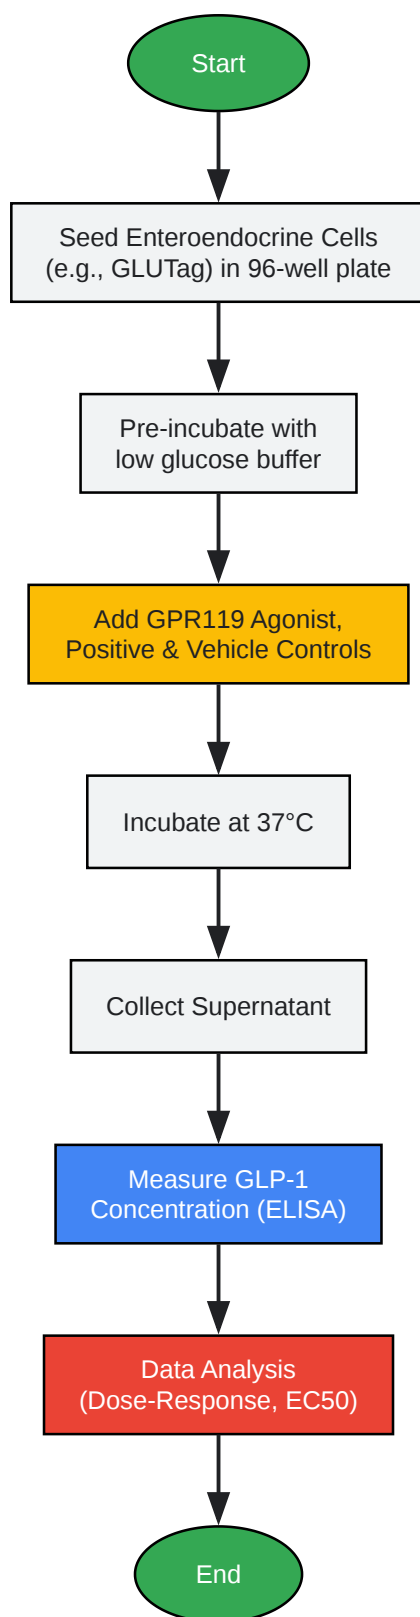 Start
Seed Enteroendocrine Cells
(e.g., GLUTag) in 96-well plate
Pre-incubate with
low glucose buffer
Add GPR119 Agonist,
Positive & Vehicle Controls
Incubate at 37°C
Collect Supernatant
Measure GLP-1
Concentration (ELISA)
Data Analysis
(Dose-Response, EC50)
End